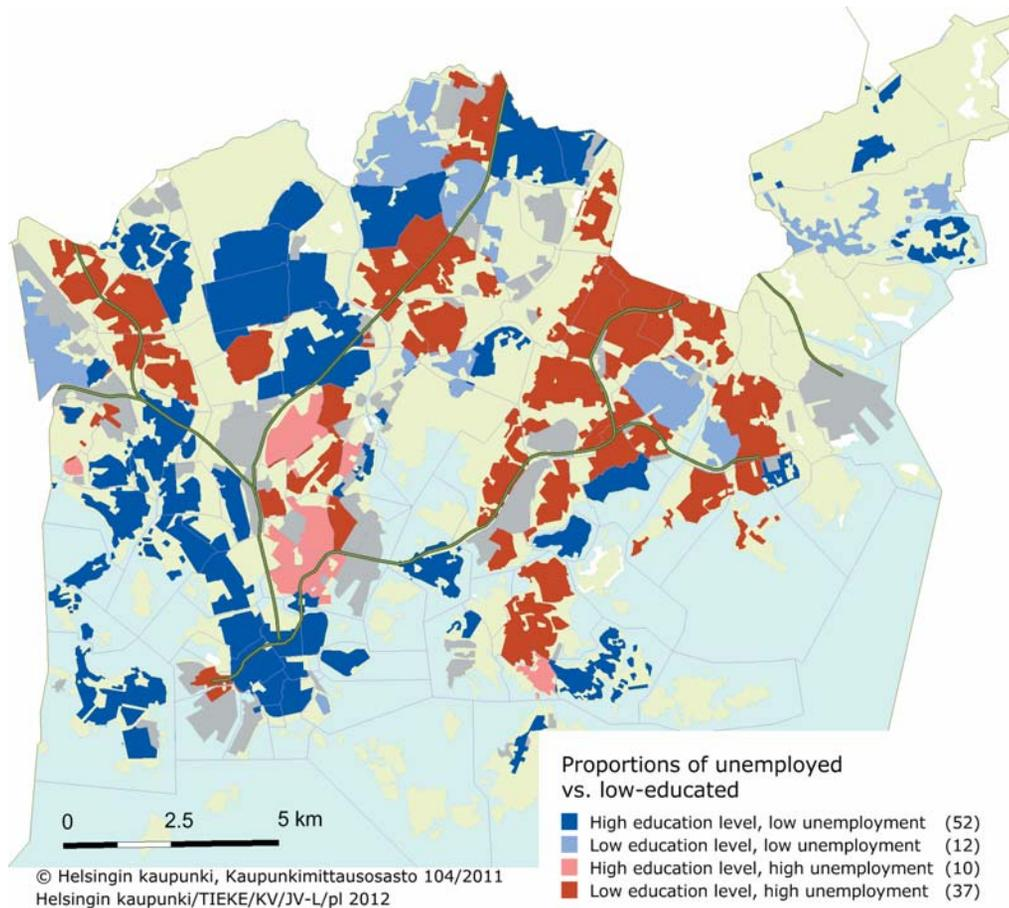 Proportions of unemployed
vs. low-educated
High education level, low unemployment (52)
Low education level, low unemployment (12)
High education level, high unemployment (10)
Low education level, high unemployment (37)
0 2.5 5 km
© Helsingin kaupunki, Kaupunkimittausosasto 104/2011
Helsingin kaupunki/TIEKE/KV/JV-L/pl 2012